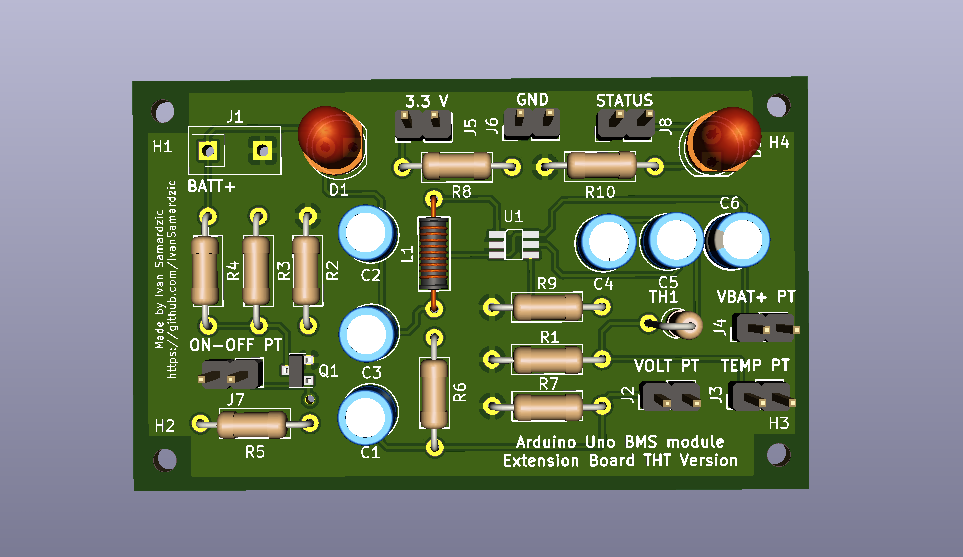 3.3 V
GND
STATUS
J1
J5
J6
J8
H1
H4
BATT+
D1
R8
R10
C6
U1
Made by Ivan Samardzic
https://github.com/IvanSamardzic
R4
R3
R2
C2
L1
C4
C5
R9
TH1
VBAT+ PT
J4
ON-OFF PT
R1
Q1
C3
VOLT PT
TEMP PT
R7
R6
J2
J3
J7
H2
H3
R5
C1
Arduino Uno BMS module
Extension Board THT Version